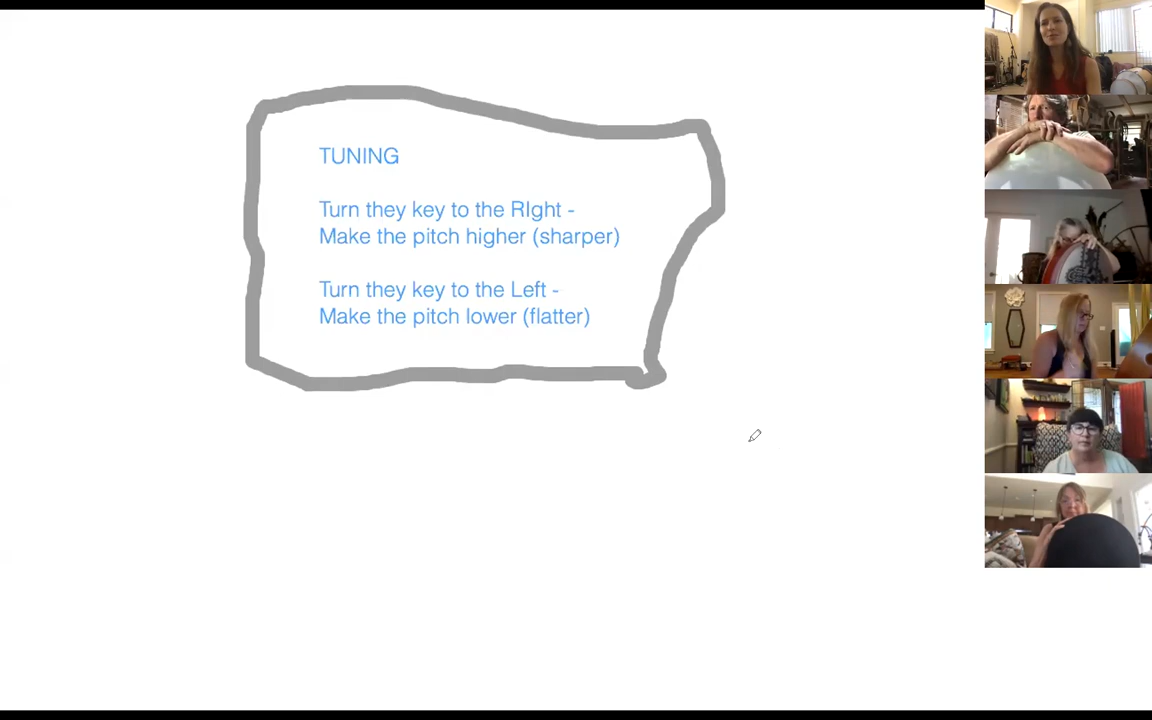 TUNING
Turn they key to the RIght -
Make the pitch higher (sharper)
Turn they key to the Left -
Make the pitch lower (flatter)